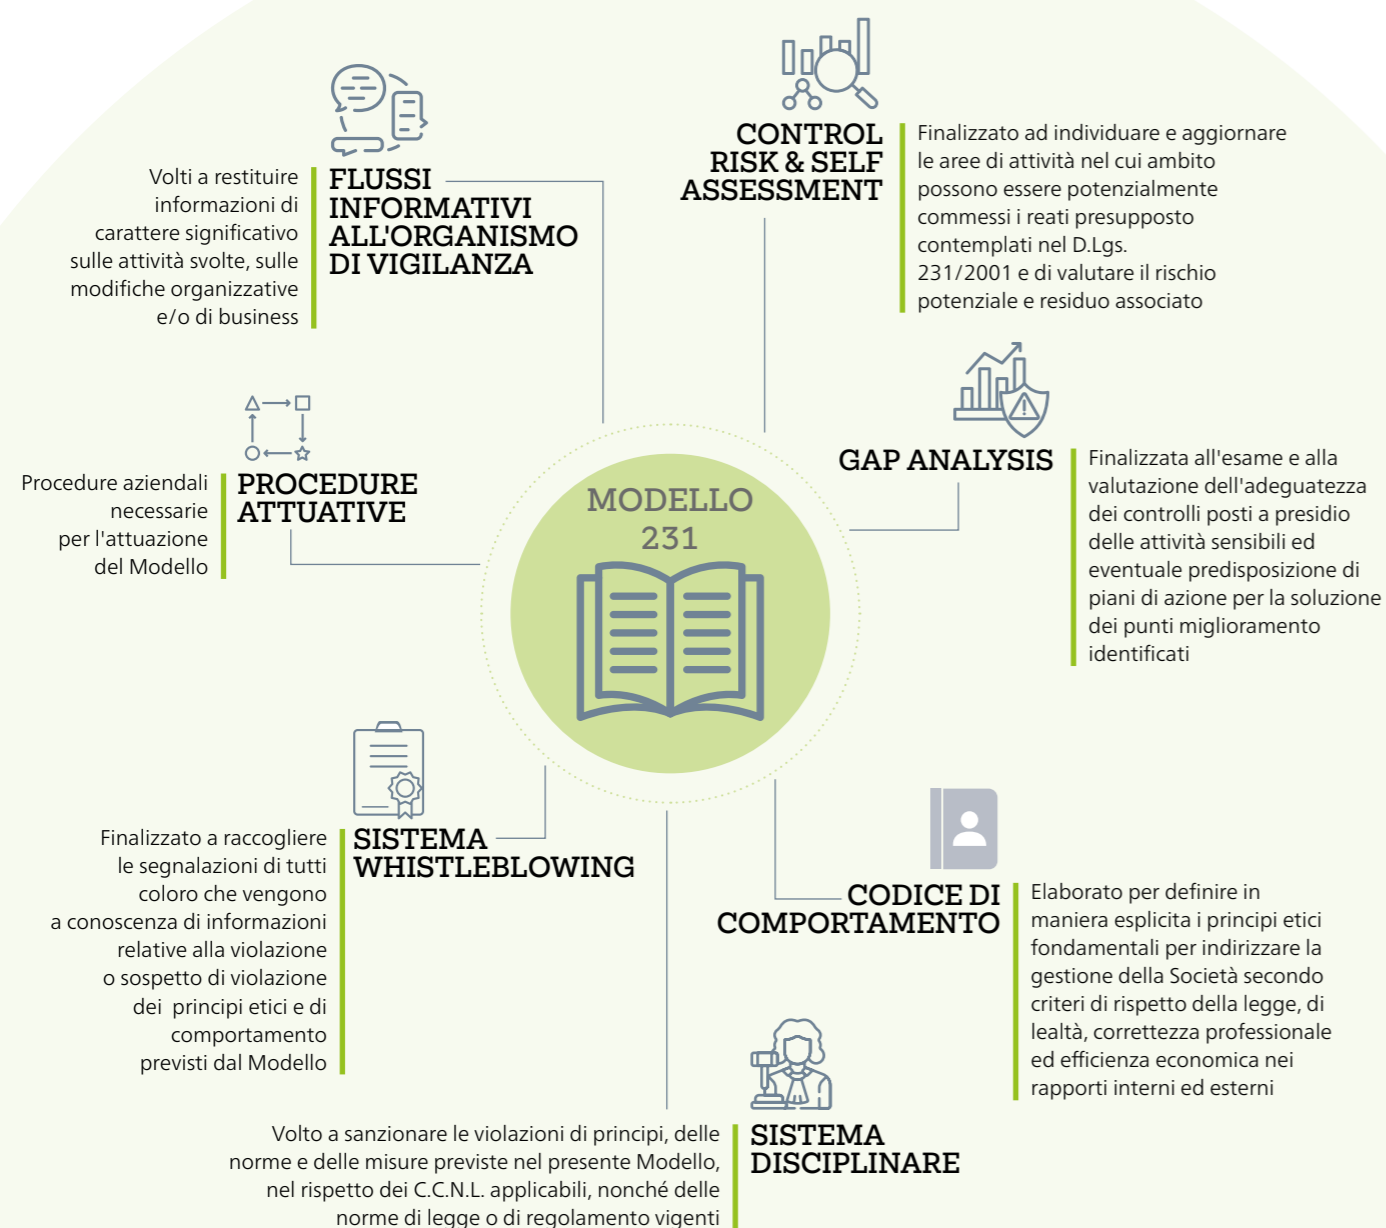 MODELLO
231
CONTROL
RISK & SELF
ASSESSMENT
Finalizzato ad individuare e aggiornare
le aree di attività nel cui ambito
possono essere potenzialmente
commessi i reati presupposto
contemplati nel D.Lgs.
231/2001 e di valutare il rischio
potenziale e residuo associato
GAP ANALYSIS
Finalizzata all'esame e alla
valutazione dell'adeguatezza
dei controlli posti a presidio
delle attività sensibili ed
eventuale predisposizione di
piani di azione per la soluzione
dei punti miglioramento
identificati
CODICE DI
COMPORTAMENTO
Elaborato per definire in
maniera esplicita i principi etici
fondamentali per indirizzare la
gestione della Società secondo
criteri di rispetto della legge, di
lealtà, correttezza professionale
ed efficienza economica nei
rapporti interni ed esterni
SISTEMA
DISCIPLINARE
Volto a sanzionare le violazioni di principi, delle
norme e delle misure previste nel presente Modello,
nel rispetto dei C.C.N.L. applicabili, nonché delle
norme di legge o di regolamento vigenti
SISTEMA
WHISTLEBLOWING
Finalizzato a raccogliere
le segnalazioni di tutti
coloro che vengono
a conoscenza di informazioni
relative alla violazione
o sospetto di violazione
dei principi etici e di
comportamento
previsti dal Modello
PROCEDURE
ATTUATIVE
Procedure aziendali
necessarie
per l'attuazione
del Modello
FLUSSI
INFORMATIVI
ALL'ORGANISMO
DI VIGILANZA
Volti a restituire
informazioni di
carattere significativo
sulle attività svolte, sulle
modifiche organizzative
e/o di business